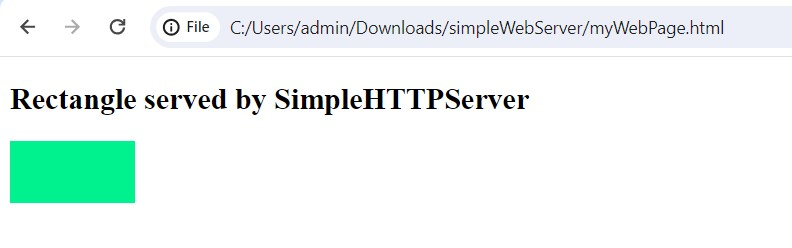 File C:/Users/admin/Downloads/simpleWebServer/myWebPage.html
Rectangle served by SimpleHTTPServer